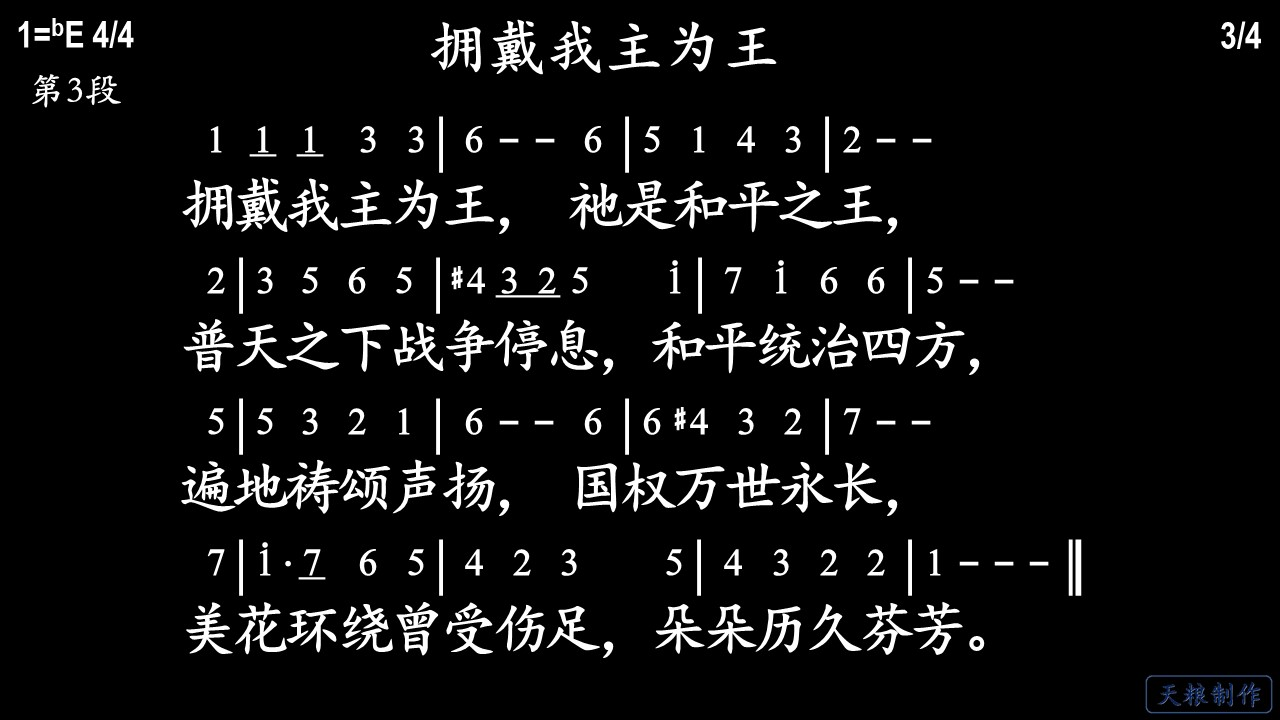 1=ᵇE 4/4
拥戴我主为王
3/4
第3段
1 1 1 3 3 | 6 - - 6 | 5 1 4 3 | 2 - -
拥戴我主为王， 祂是和平之王，
2 | 3 5 6 5 | #4 3 2 5 i | 7 i 6 6 | 5 - -
普天之下战争停息，和平统治四方，
5 | 5 3 2 1 | 6 - - 6 | 6 #4 3 2 | 7 - -
遍地祷颂声扬， 国权万世永长，
7 | i · 7 6 5 | 4 2 3 5 | 4 3 2 2 | 1 - - - ‖
美花环绕曾受伤足，朵朵历久芬芳。
天粮制作